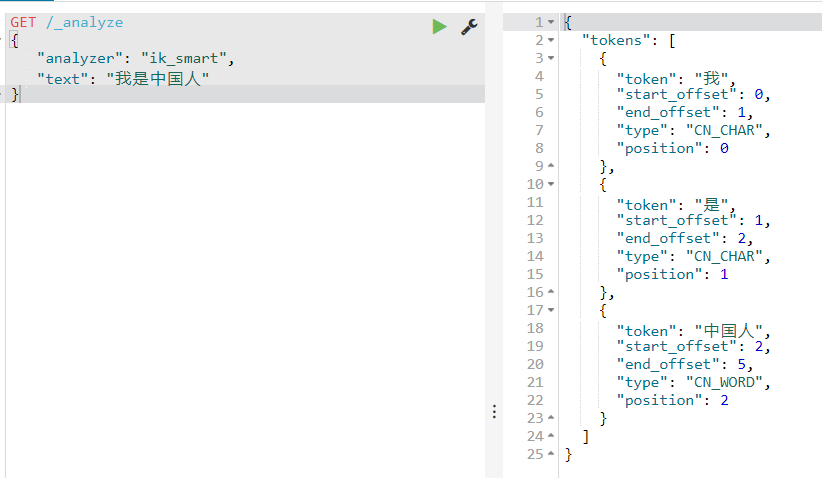 GET /_analyze
{
"analyzer": "ik_smart",
"text": "我是中国人"
}
1 {
2 "tokens": [
3 {
4 "token": "我",
5 "start_offset": 0,
6 "end_offset": 1,
7 "type": "CN_CHAR",
8 "position": 0
9 },
10 {
11 "token": "是",
12 "start_offset": 1,
13 "end_offset": 2,
14 "type": "CN_CHAR",
15 "position": 1
16 },
17 {
18 "token": "中国人",
19 "start_offset": 2,
20 "end_offset": 5,
21 "type": "CN_WORD",
22 "position": 2
23 }
24 ]
25 }